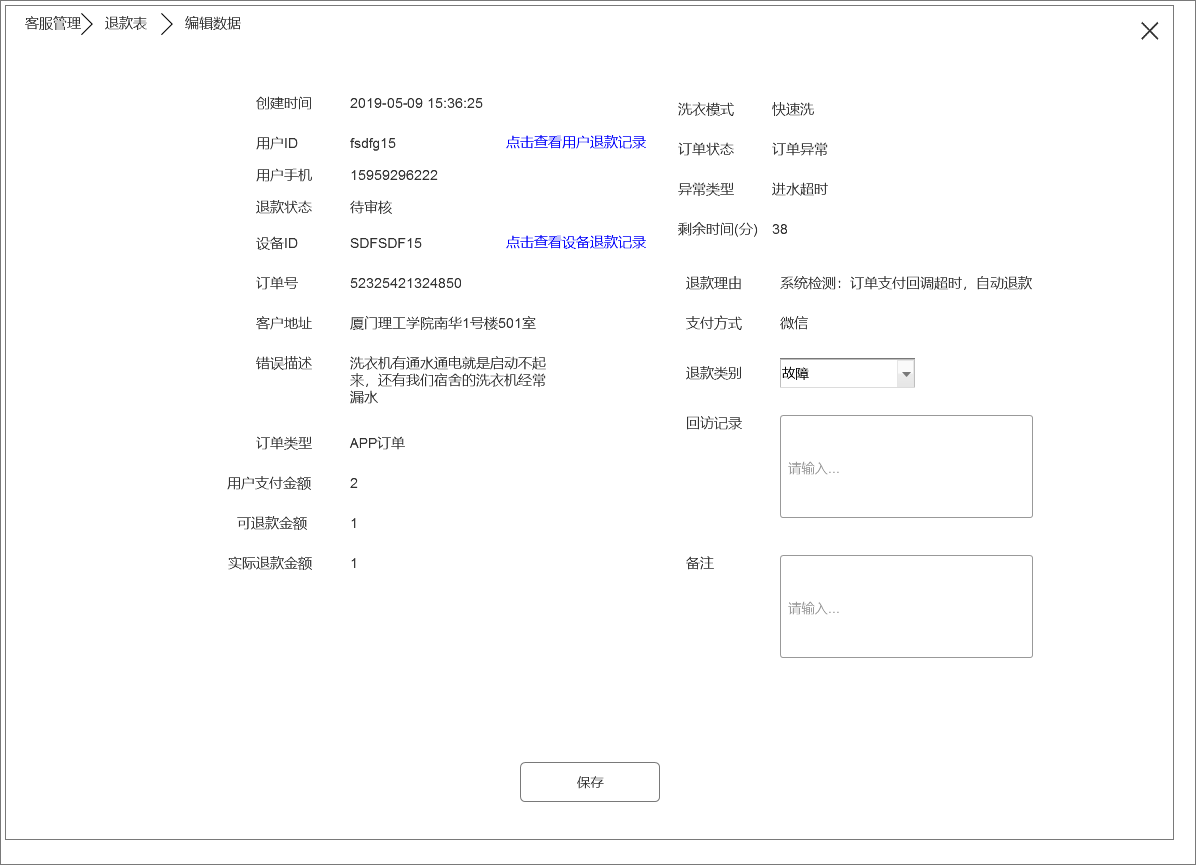 客服管理 退款表 编辑数据
创建时间 2019-05-09 15:36:25
用户ID fsdfg15 点击查看用户退款记录
用户手机 15959296222
退款状态 待审核
设备ID SDFSDF15 点击查看设备退款记录
订单号 52325421324850
客户地址 厦门理工学院南华1号楼501室
错误描述 洗衣机有通水通电就是启动不起
来，还有我们宿舍的洗衣机经常
漏水
订单类型 APP订单
用户支付金额 2
可退款金额 1
实际退款金额 1
洗衣模式 快速洗
订单状态 订单异常
异常类型 进水超时
剩余时间(分) 38
退款理由 系统检测：订单支付回调超时，自动退款
支付方式 微信
退款类别 故障
回访记录
请输入...
备注
请输入...
保存